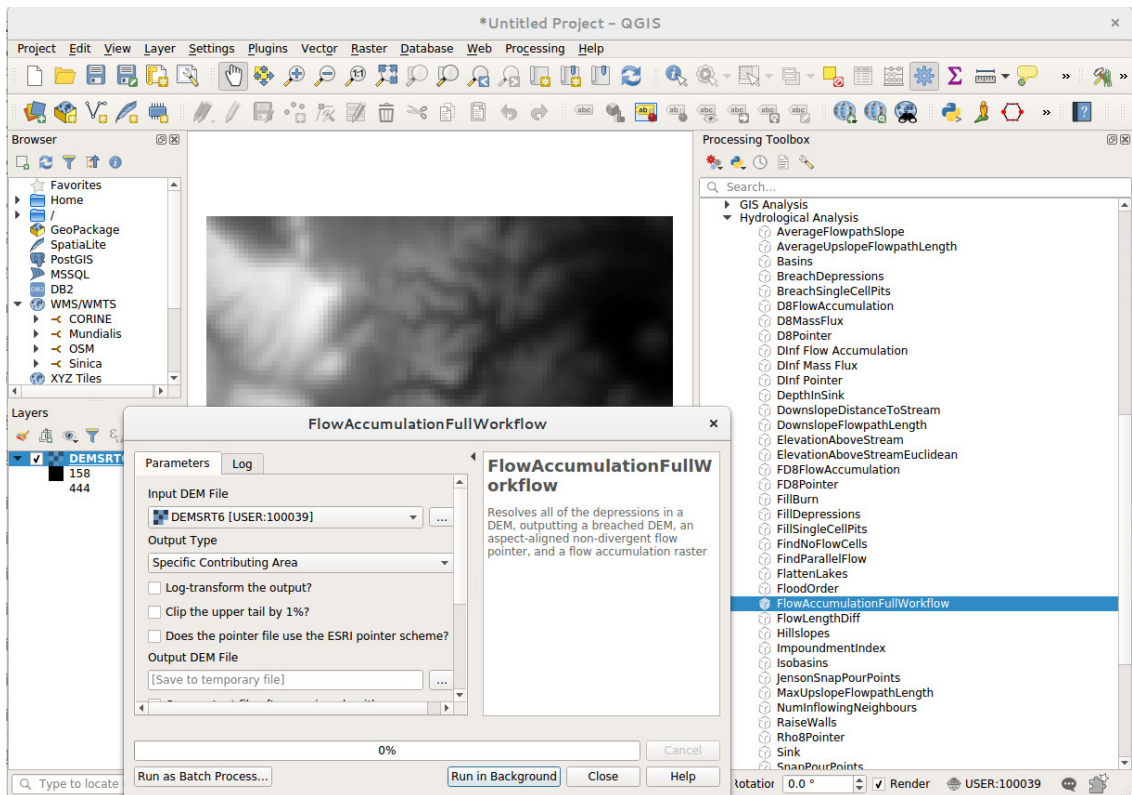 *Untitled Project – QGIS
Project Edit View Layer Settings Plugins Vector Raster Database Web Processing Help
Browser
Favorites
Home
/
GeoPackage
SpatiaLite
PostGIS
MSSQL
DB2
WMS/WMTS
CORINE
Mundialis
OSM
Sinica
XYZ Tiles
Layers
DEMSRT6
158
444
Processing Toolbox
Search...
GIS Analysis
Hydrological Analysis
AverageFlowpathSlope
AverageUpslopeFlowpathLength
Basins
BreachDepressions
BreachSingleCellPits
D8FlowAccumulation
D8MassFlux
D8Pointer
DInf Flow Accumulation
DInf Mass Flux
DInf Pointer
DepthInSink
DownslopeDistanceToStream
DownslopeFlowpathLength
ElevationAboveStream
ElevationAboveStreamEuclidean
FD8FlowAccumulation
FD8Pointer
FillBurn
FillDepressions
FillSingleCellPits
FindNoFlowCells
FindParallelFlow
FlattenLakes
FloodOrder
FlowAccumulationFullWorkflow
FlowLengthDiff
Hillslopes
ImpoundmentIndex
Isobasins
JensonSnapPourPoints
MaxUpslopeFlowpathLength
NumInflowingNeighbours
RaiseWalls
Rho8Pointer
Sink
SnapPourPoints
FlowAccumulationFullWorkflow
Parameters Log
Input DEM File
DEMSRT6 [USER:100039]
...
Output Type
Specific Contributing Area
Log-transform the output?
Clip the upper tail by 1%?
Does the pointer file use the ESRI pointer scheme?
Output DEM File
[Save to temporary file]
...
FlowAccumulationFullW
orkflow
Resolves all of the depressions in a
DEM, outputting a breached DEM, an
aspect-aligned non-divergent flow
pointer, and a flow accumulation raster
0%
Cancel
Run as Batch Process...
Run in Background
Close
Help
Type to locate
Rotation 0.0 ° Render USER:100039